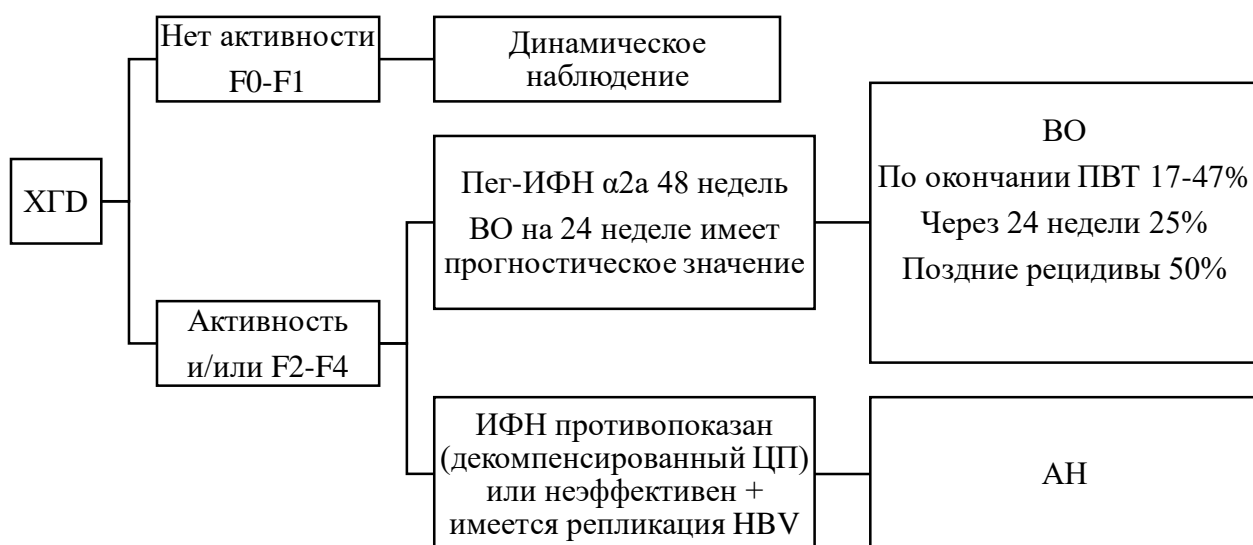 ХГD
Нет активности
F0-F1
Динамическое
наблюдение
Активность
и/или F2-F4
Пег-ИФН α2a 48 недель
ВО на 24 неделе имеет
прогностическое значение
ВО
По окончании ПВТ 17-47%
Через 24 недели 25%
Поздние рецидивы 50%
ИФН противопоказан
(декомпенсированный ЦП)
или неэффективен +
имеется репликация HBV
АН